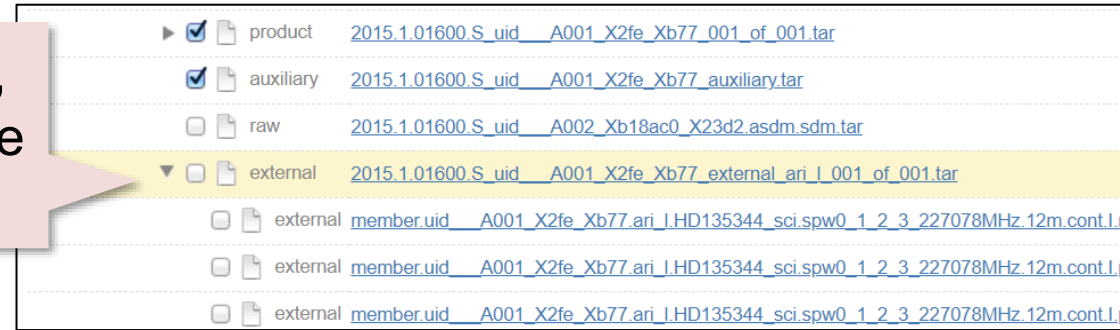 product 2015.1.01600.S_uid___A001_X2fe_Xb77_001_of_001.tar
auxiliary 2015.1.01600.S_uid___A001_X2fe_Xb77_auxiliary.tar
raw 2015.1.01600.S_uid___A002_Xb18ac0_X23d2.asdm.sdm.tar
e
external 2015.1.01600.S_uid___A001_X2fe_Xb77_external_ari_l_001_of_001.tar
external member.uid___A001_X2fe_Xb77.ari_l.HD135344_sci.spw0_1_2_3_227078MHz.12m.cont.I.
external member.uid___A001_X2fe_Xb77.ari_l.HD135344_sci.spw0_1_2_3_227078MHz.12m.cont.I.
external member.uid___A001_X2fe_Xb77.ari_l.HD135344_sci.spw0_1_2_3_227078MHz.12m.cont.I.